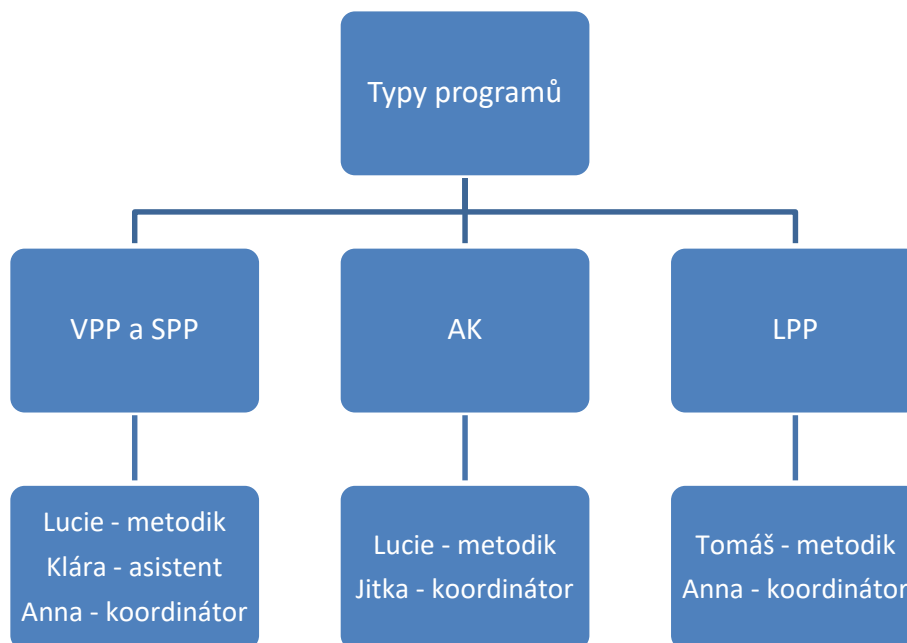 Typy programů
VPP a SPP
AK
LPP
Lucie - metodik
Klára - asistent
Anna - koordinátor
Lucie - metodik
Jitka - koordinátor
Tomáš - metodik
Anna - koordinátor